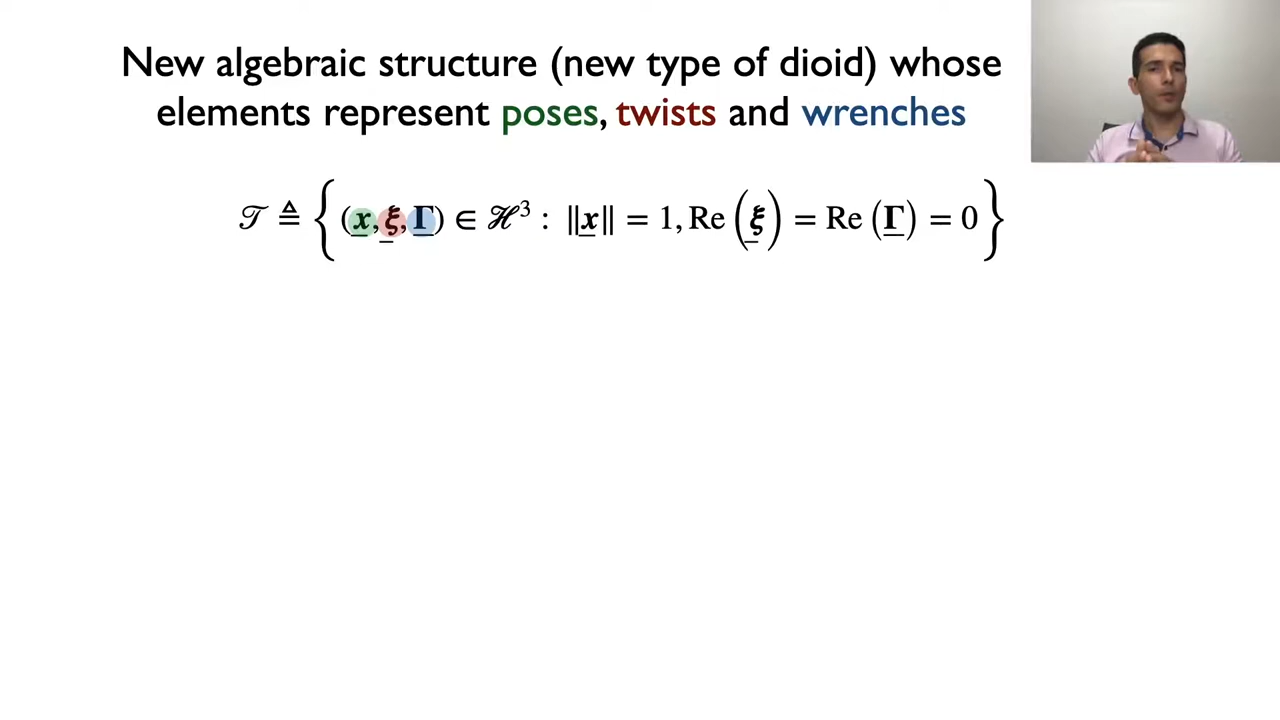 New algebraic structure (new type of dioid) whose
elements represent poses, twists and wrenches
𝒯 ≜ {(x̲, ξ̲, Γ̲) ∈ ℋ³ : ‖x̲‖ = 1, Re(ξ̲) = Re(Γ̲) = 0}